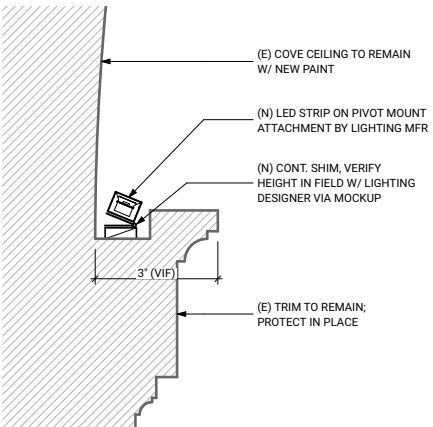 (E) COVE CEILING TO REMAIN
W/ NEW PAINT
(N) LED STRIP ON PIVOT MOUNT
ATTACHMENT BY LIGHTING MFR
(N) CONT. SHIM, VERIFY
HEIGHT IN FIELD W/ LIGHTING
DESIGNER VIA MOCKUP
3" (VIF)
(E) TRIM TO REMAIN;
PROTECT IN PLACE